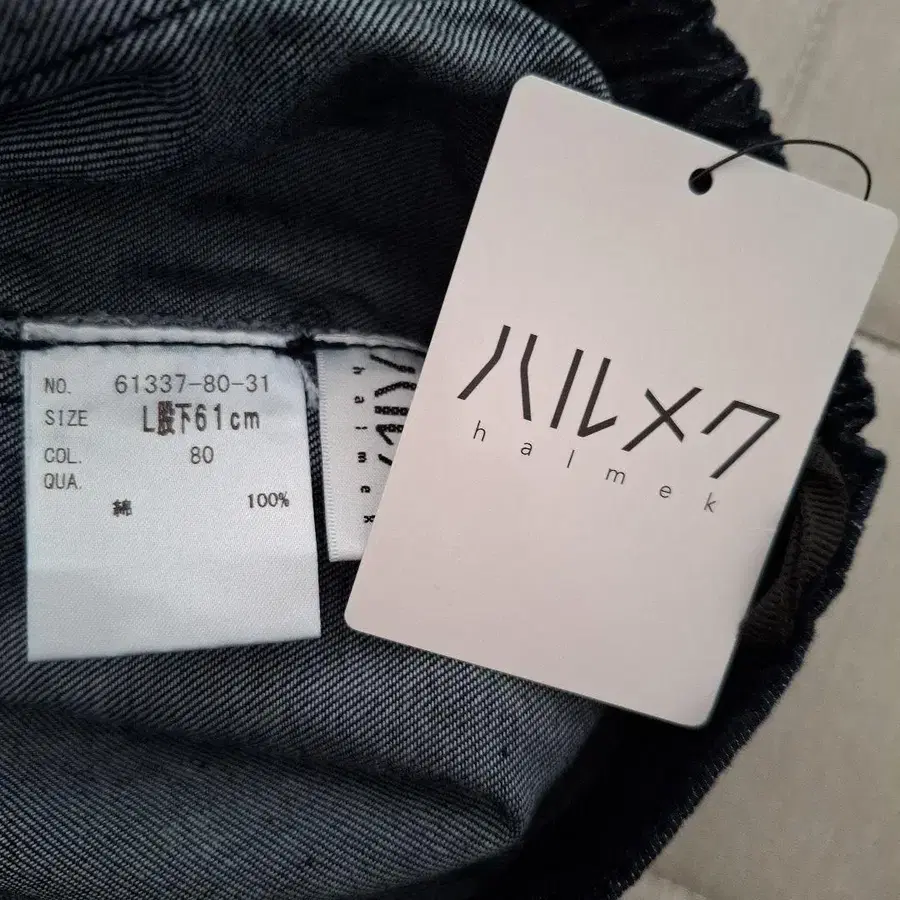 NO. 61337-80-31
SIZE L股下61cm
COL. 80
QUA.
綿 100%
halmek
ハルメク
halmek